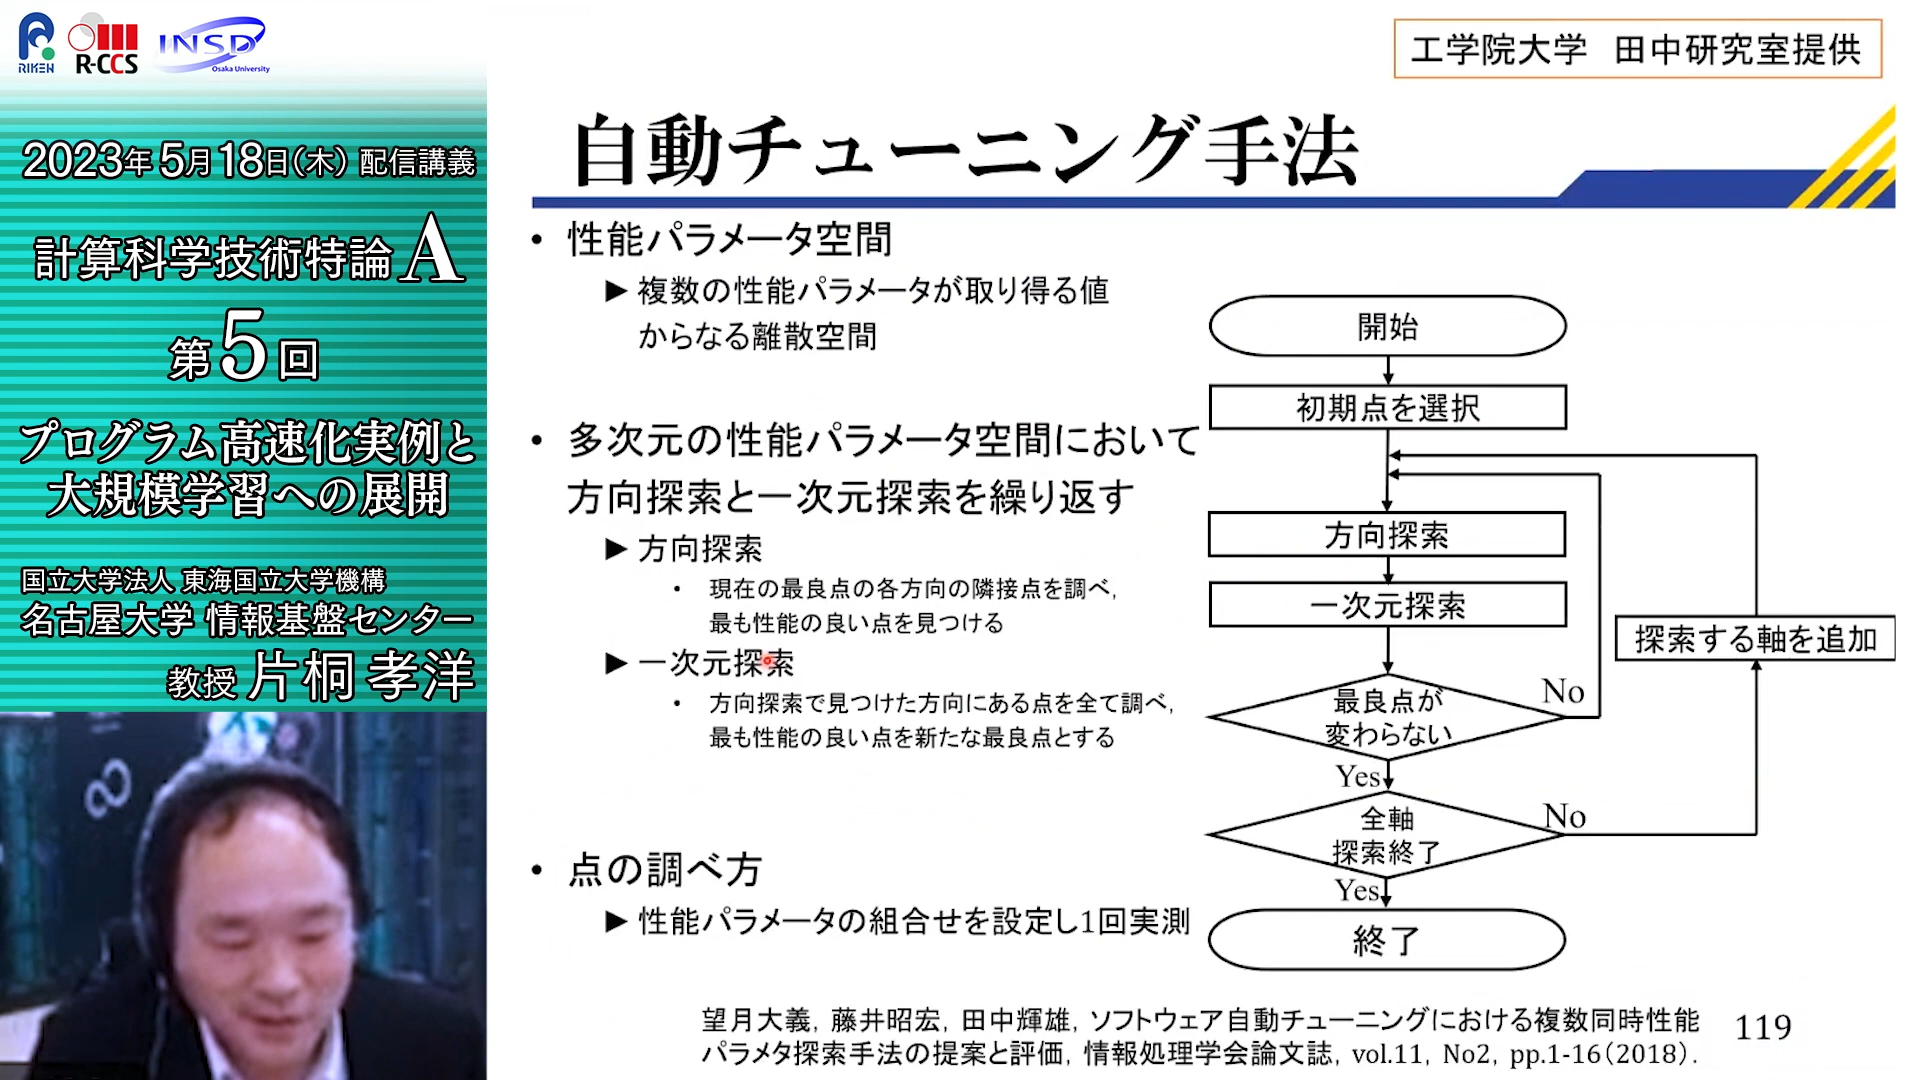 RIKEN
R-CCS
INSD
Osaka University
2023年5月18日(木) 配信講義
計算科学技術特論A
第5回
プログラム高速化実例と
大規模学習への展開
国立大学法人 東海国立大学機構
名古屋大学 情報基盤センター
教授 片桐 孝洋
工学院大学 田中研究室提供
自動チューニング手法
• 性能パラメータ空間
▶ 複数の性能パラメータが取り得る値
からなる離散空間
• 多次元の性能パラメータ空間において
方向探索と一次元探索を繰り返す
▶ 方向探索
• 現在の最良点の各方向の隣接点を調べ,
最も性能の良い点を見つける
▶ 一次元探索
• 方向探索で見つけた方向にある点を全て調べ,
最も性能の良い点を新たな最良点とする
• 点の調べ方
▶ 性能パラメータの組合せを設定し1回実測
開始
初期点を選択
方向探索
一次元探索
最良点が
変わらない
No
Yes
全軸
探索終了
No
Yes
終了
探索する軸を追加
望月大義, 藤井昭宏, 田中輝雄, ソフトウェア自動チューニングにおける複数同時性能
パラメタ探索手法の提案と評価, 情報処理学会論文誌, vol.11, No2, pp.1-16(2018).
119